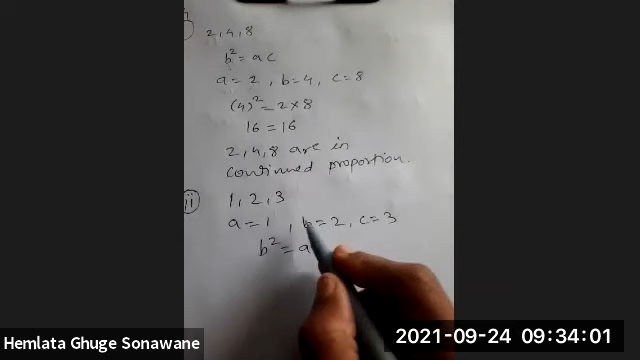 2, 4, 8
b² = ac
a = 2, b = 4, c = 8
(4)² = 2 × 8
16 = 16
2, 4, 8 are in
continued proportion.
ii) 1, 2, 3
a = 1, b = 2, c = 3
b² = a
Hemlata Ghuge Sonawane
2021-09-24 09:34:01